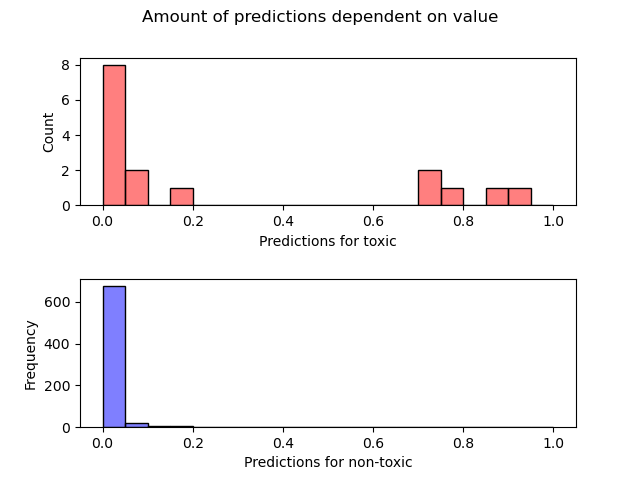 Amount of predictions dependent on value
8
6
4
2
0
Count
0.0 0.2 0.4 0.6 0.8 1.0
Predictions for toxic
600
400
200
0
Frequency
0.0 0.2 0.4 0.6 0.8 1.0
Predictions for non-toxic